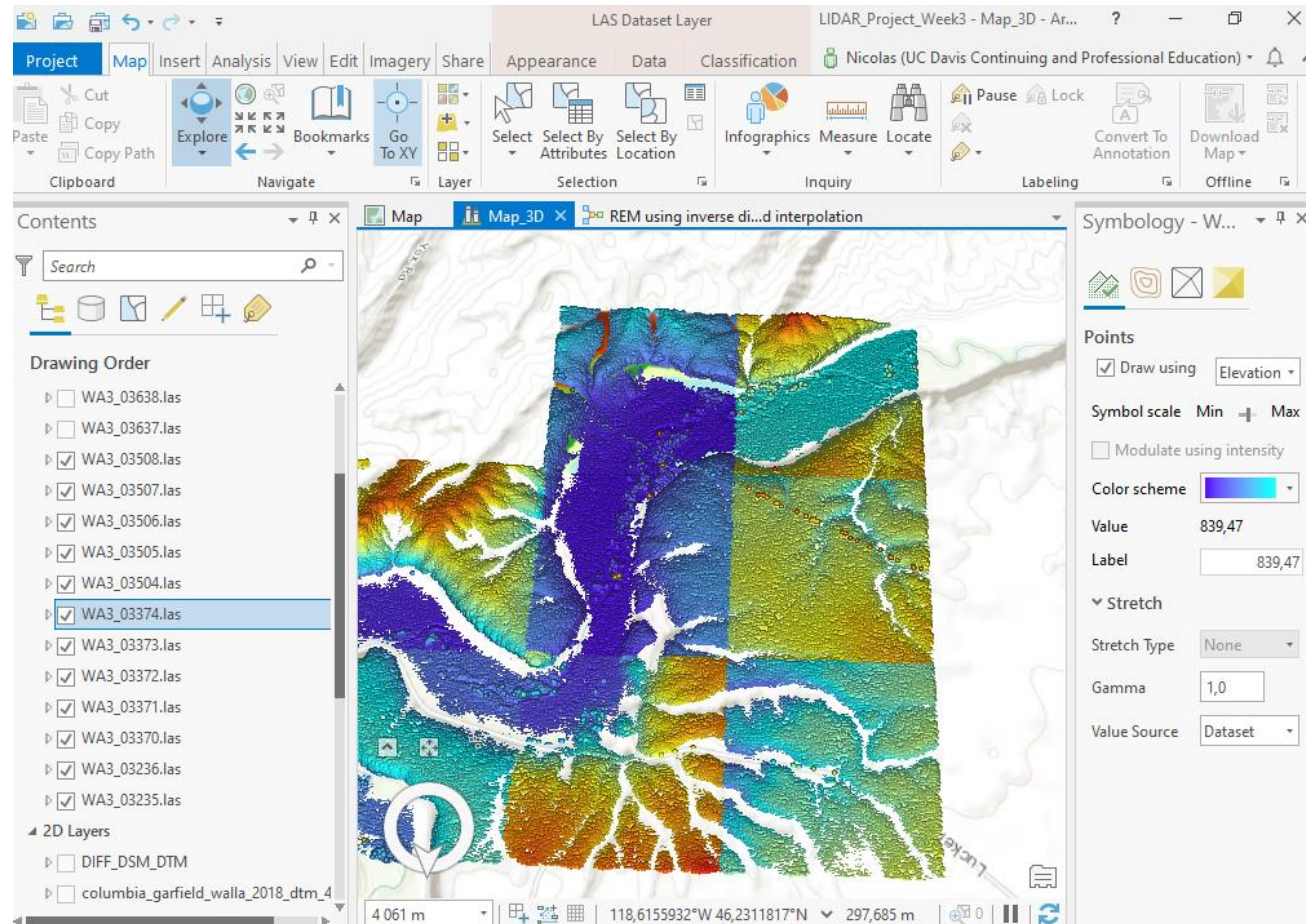 LAS Dataset Layer
LIDAR_Project_Week3 - Map_3D - Ar...
?
Project Map Insert Analysis View Edit Imagery Share Appearance Data Classification
Nicolas (UC Davis Continuing and Professional Education)
Paste
Cut
Copy
Copy Path
Clipboard
Explore
Bookmarks
Go To XY
Navigate
Layer
Select
Select By Attributes
Select By Location
Selection
Infographics
Measure
Locate
Inquiry
Pause
Lock
Convert To Annotation
Labeling
Download Map
Offline
Contents
Search
Drawing Order
WA3_03638.las
WA3_03637.las
WA3_03508.las
WA3_03507.las
WA3_03506.las
WA3_03505.las
WA3_03504.las
WA3_03374.las
WA3_03373.las
WA3_03372.las
WA3_03371.las
WA3_03370.las
WA3_03236.las
WA3_03235.las
2D Layers
DIFF_DSM_DTM
columbia_garfield_walla_2018_dtm_4
Map
Map_3D
REM using inverse di...d interpolation
4 061 m
118,6155932°W 46,2311817°N
297,685 m
0
Symbology - W...
Points
Draw using Elevation
Symbol scale Min Max
Modulate using intensity
Color scheme
Value 839,47
Label 839,47
Stretch
Stretch Type None
Gamma 1,0
Value Source Dataset